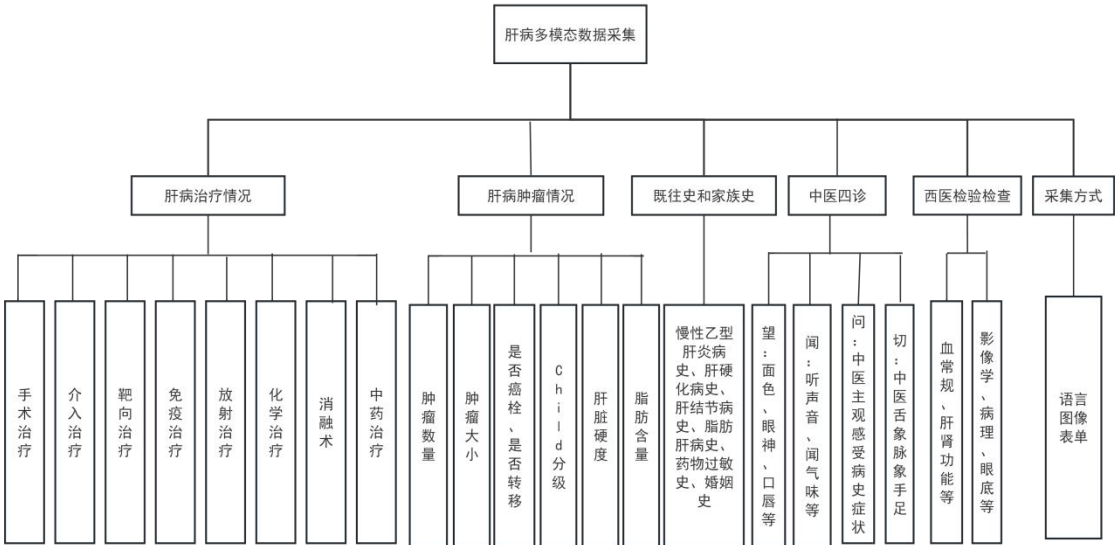 肝病多模态数据采集
肝病治疗情况
肝病肿瘤情况
既往史和家族史
中医四诊
西医检验检查
采集方式
手术治疗
介入治疗
靶向治疗
免疫治疗
放射治疗
化学治疗
消融术
中药治疗
肿瘤数量
肿瘤大小
是否癌栓、是否转移
Child分级
肝脏硬度
脂肪含量
慢性乙型
肝炎病
史、肝硬
化病史、
肝结节病
史、脂肪
肝病史、
药物过敏
史、婚姻
史
望：面色、眼神、口唇等
闻：听声音、闻气味等
问：中医主观感受病史症状
切：中医舌象脉象手足
血常规、肝肾功能等
影像学、病理、眼底等
语言
图像
表单